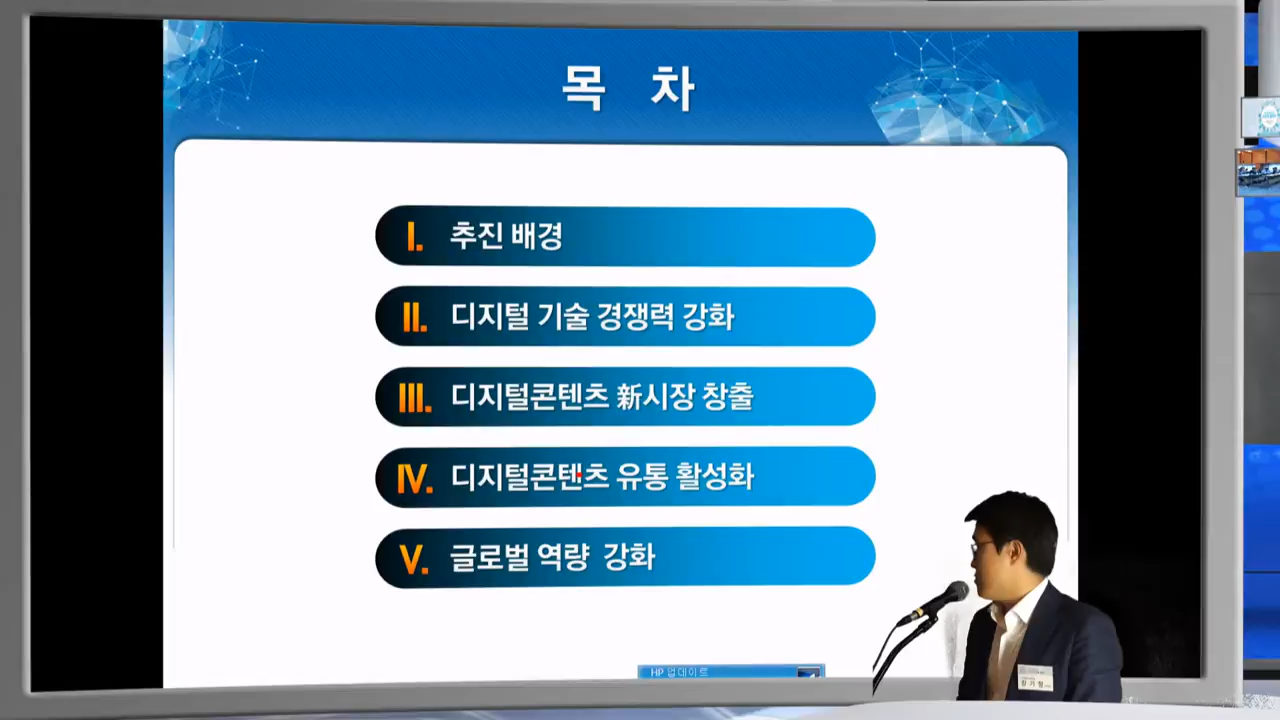 목 차
I. 추진 배경
II. 디지털 기술 경쟁력 강화
III. 디지털콘텐츠 新시장 창출
IV. 디지털콘텐츠 유통 활성화
V. 글로벌 역량 강화
HP 업데이트